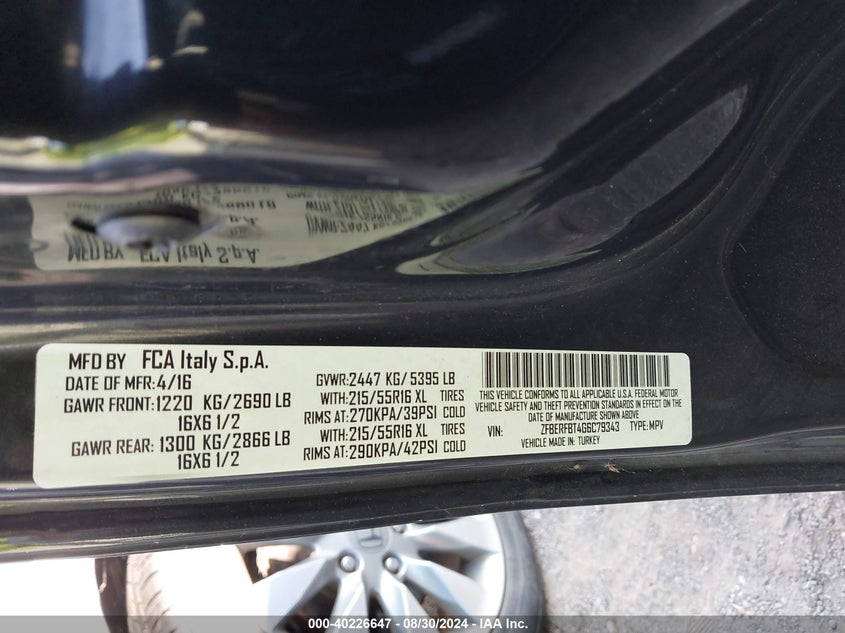 MFD BY FCA Italy S.p.A.
DATE OF MFR: 4/16
GAWR FRONT: 1220 KG/2690 LB
16X6 1/2
GAWR REAR: 1300 KG/2866 LB
16X6 1/2
GVWR: 2447 KG/ 5395 LB
WITH: 215/55R16 XL TIRES
RIMS AT: 270KPA/39PSI COLD
WITH: 215/55R16 XL TIRES
RIMS AT: 290KPA/42PSI COLD
THIS VEHICLE CONFORMS TO ALL APPLICABLE U.S.A. FEDERAL MOTOR
VEHICLE SAFETY AND THEFT PREVENTION STANDARDS IN EFFECT ON THE
DATE OF MANUFACTURE SHOWN ABOVE
VIN: ZFBERFBT4G6C79343 TYPE: MPV
VEHICLE MADE IN: TURKEY
000-40226647 - 08/30/2024 - IAA Inc.